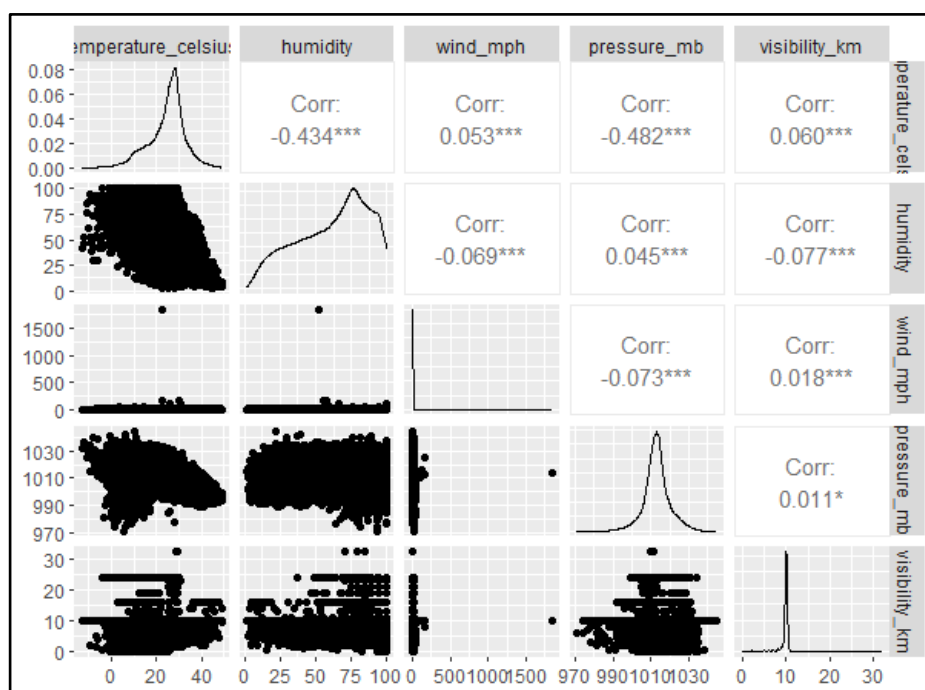 emperature_celsius humidity wind_mph pressure_mb visibility_km
0.08
0.06
0.04
0.02
0.00
Corr:
-0.434***
Corr:
0.053***
Corr:
-0.482***
Corr:
0.060***
perature_cels
100
75
50
25
0
Corr:
-0.069***
Corr:
0.045***
Corr:
-0.077***
humidity
1500
1000
500
0
Corr:
-0.073***
Corr:
0.018***
wind_mph
1030
1010
990
970
Corr:
0.011*
pressure_mb
30
20
10
0
visibility_km
0 20 40 0 25 50 75 100 0 500 1000 1500 970 990 1010 1030 0 10 20 30